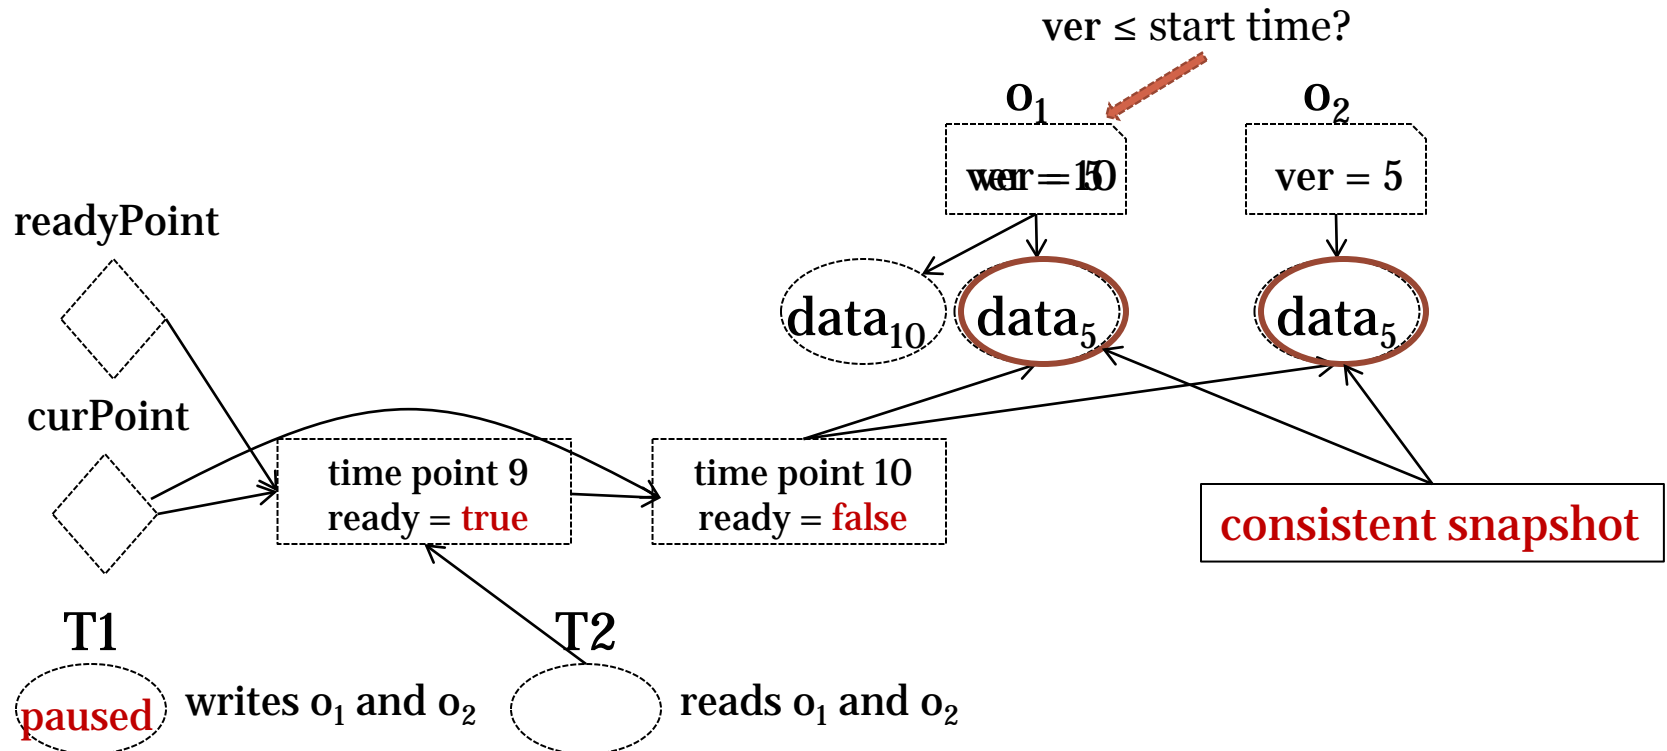 ver ≤ start time?
o₁
o₂
ver = 5
readyPoint
data₁₀
data₅
data₅
curPoint
time point 9
ready = true
time point 10
ready = false
consistent snapshot
T1
T2
paused
writes o₁ and o₂
reads o₁ and o₂